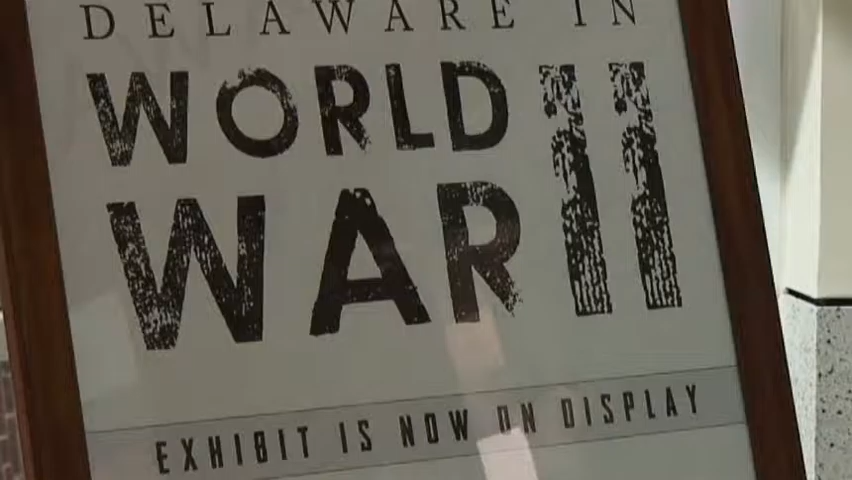 DELAWARE IN
WORLD
WAR II
EXHIBIT IS NOW ON DISPLAY